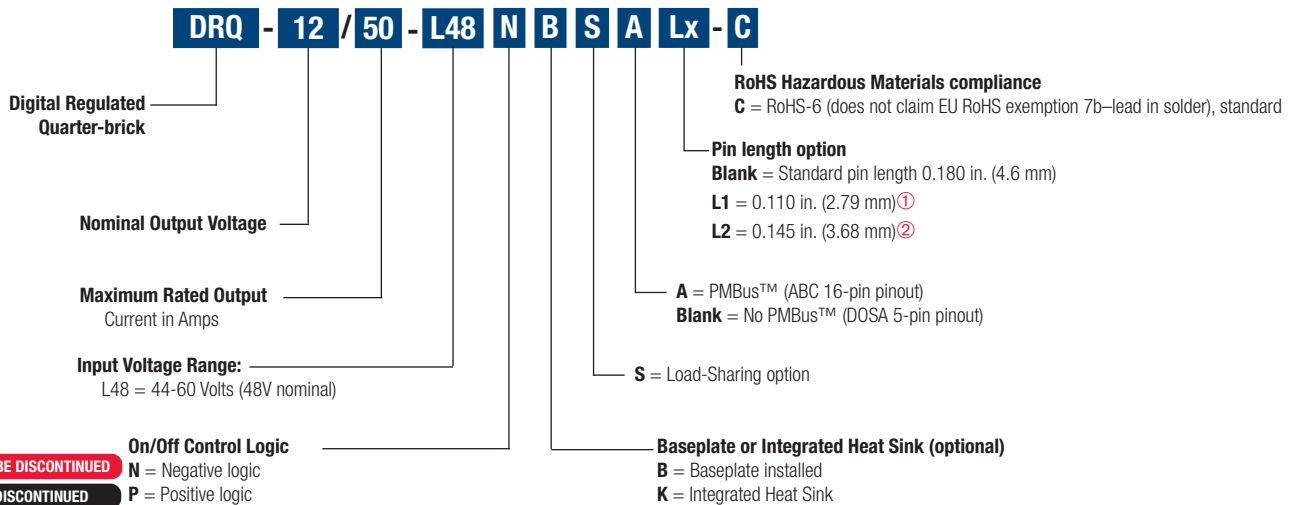 DRQ - 12 / 50 - L48 N B S A Lx - C
RoHS Hazardous Materials compliance
C = RoHS-6 (does not claim EU RoHS exemption 7b–lead in solder), standard
Digital Regulated
Quarter-brick
Pin length option
Blank = Standard pin length 0.180 in. (4.6 mm)
L1 = 0.110 in. (2.79 mm)①
L2 = 0.145 in. (3.68 mm)②
Nominal Output Voltage
Maximum Rated Output
Current in Amps
A = PMBus™ (ABC 16-pin pinout)
Blank = No PMBus™ (DOSA 5-pin pinout)
Input Voltage Range:
L48 = 44-60 Volts (48V nominal)
S = Load-Sharing option
On/Off Control Logic
N = Negative logic
P = Positive logic
BE DISCONTINUED
DISCONTINUED
Baseplate or Integrated Heat Sink (optional)
B = Baseplate installed
K = Integrated Heat Sink